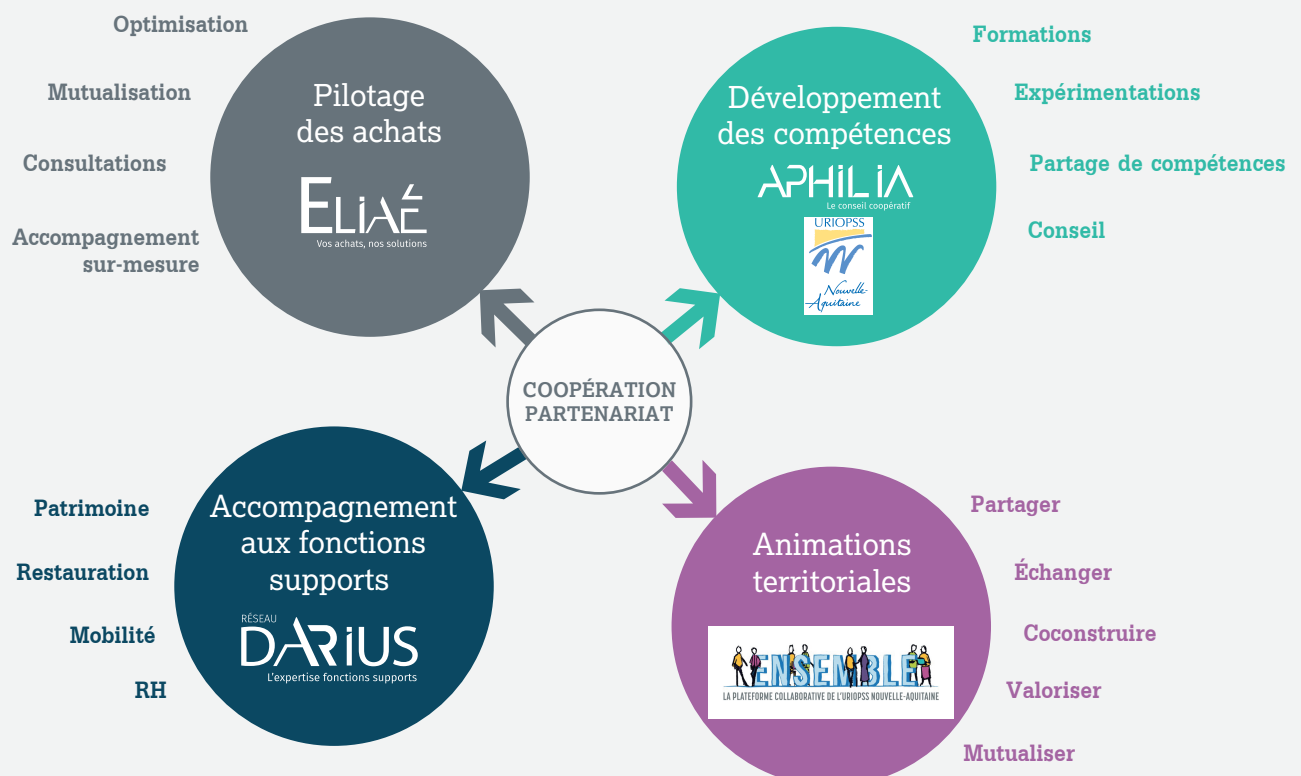 Optimisation
Mutualisation
Consultations
Accompagnement
sur-mesure
Pilotage
des achats
ELIAÉ
Vos achats, nos solutions
Développement
des compétences
APHILIA
Le conseil coopératif
URIOPSS
Nouvelle-
Aquitaine
Formations
Expérimentations
Partage de compétences
Conseil
COOPÉRATION
PARTENARIAT
Patrimoine
Restauration
Mobilité
RH
Accompagnement
aux fonctions
supports
RÉSEAU
DARIUS
L'expertise fonctions supports
Animations
territoriales
ENSEMBLE
LA PLATEFORME COLLABORATIVE DE L'URIOPSS NOUVELLE-AQUITAINE
Partager
Échanger
Coconstruire
Valoriser
Mutualiser